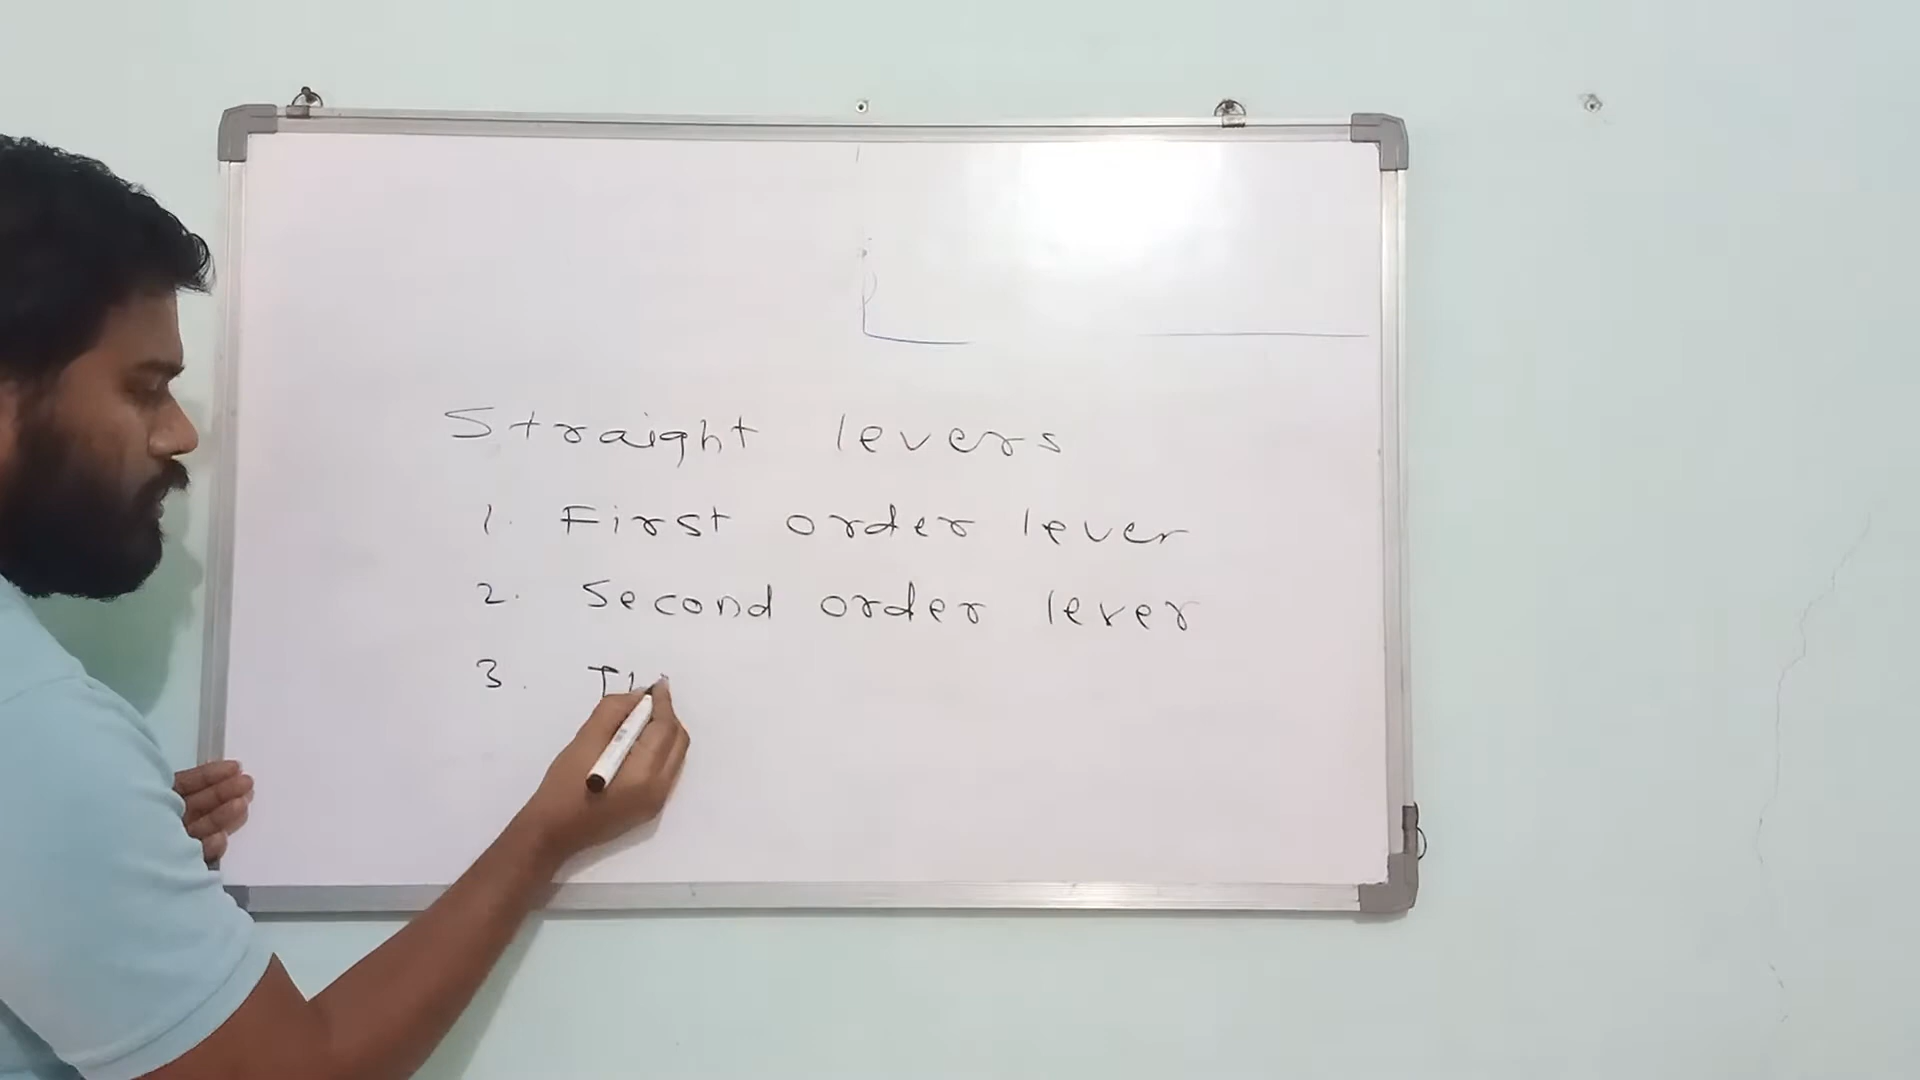 Straight levers
1. First order lever
2. Second order lever
3.